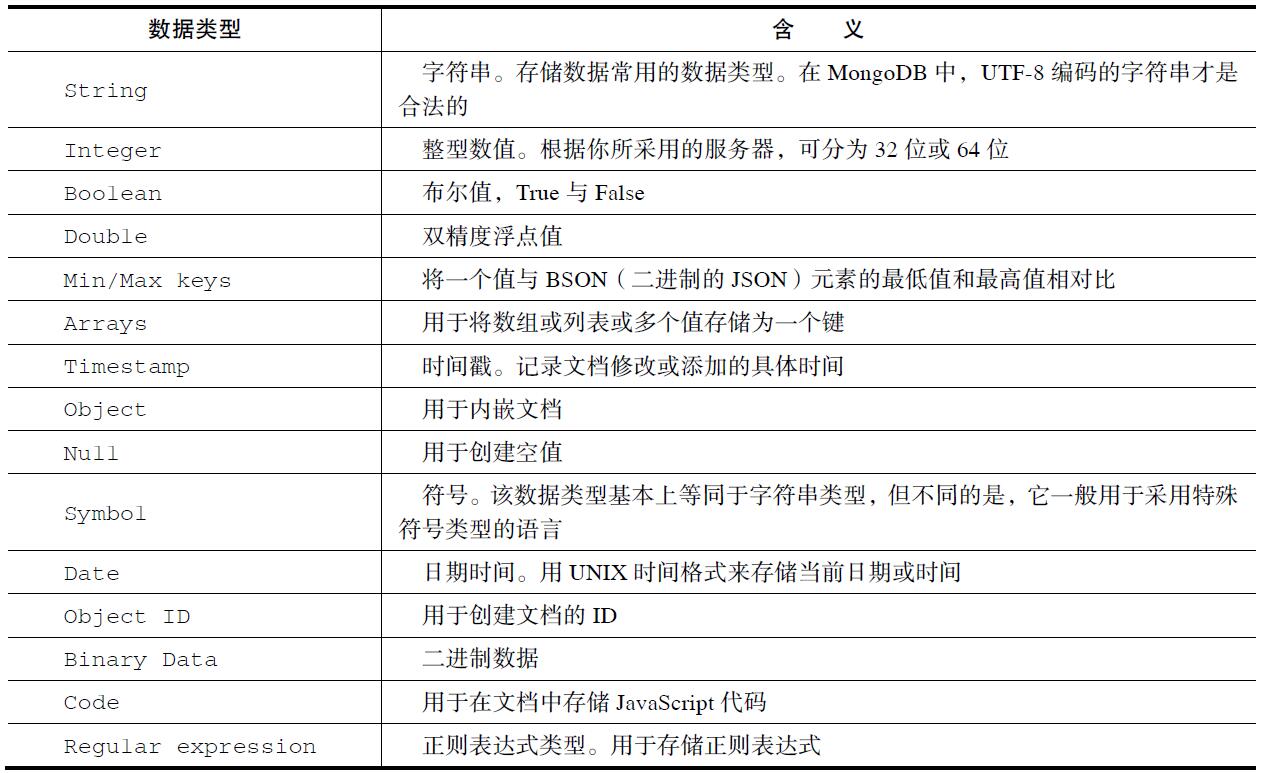 数据类型 含 义
String 字符串。存储数据常用的数据类型。在 MongoDB 中，UTF-8 编码的字符串才是
合法的
Integer 整型数值。根据你所采用的服务器，可分为 32 位或 64 位
Boolean 布尔值，True 与 False
Double 双精度浮点值
Min/Max keys 将一个值与 BSON（二进制的 JSON）元素的最低值和最高值相对比
Arrays 用于将数组或列表或多个值存储为一个键
Timestamp 时间戳。记录文档修改或添加的具体时间
Object 用于内嵌文档
Null 用于创建空值
Symbol 符号。该数据类型基本上等同于字符串类型，但不同的是，它一般用于采用特殊
符号类型的语言
Date 日期时间。用 UNIX 时间格式来存储当前日期或时间
Object ID 用于创建文档的 ID
Binary Data 二进制数据
Code 用于在文档中存储 JavaScript 代码
Regular expression 正则表达式类型。用于存储正则表达式